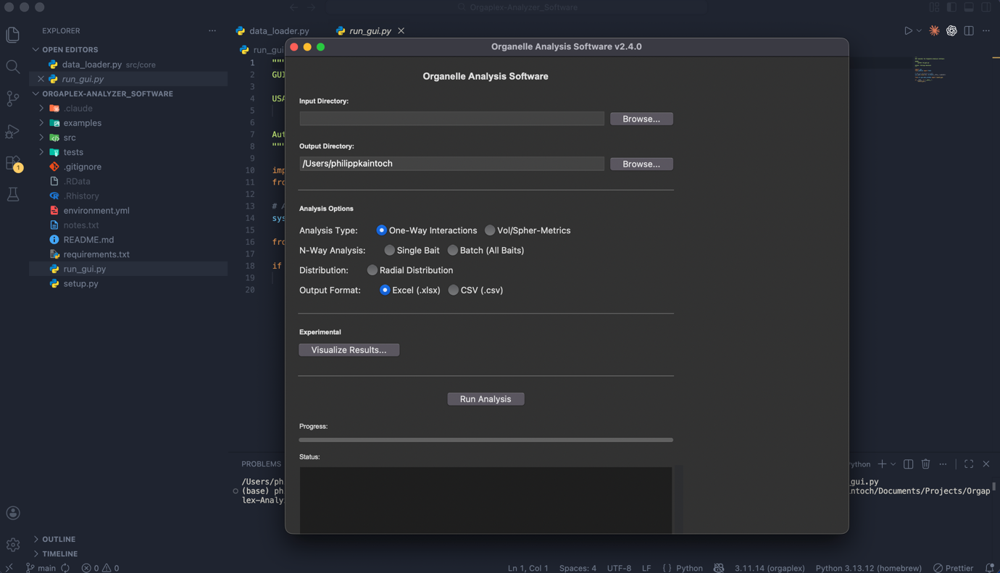 Orgaplex-Analyzer_Software
EXPLORER
data_loader.py
run_gui.py
OPEN EDITORS
data_loader.py src/core
run_gui.py
ORGAPLEX-ANALYZER_SOFTWARE
.claude
examples
src
tests
.gitignore
.RData
.Rhistory
environment.yml
notes.txt
README.md
requirements.txt
run_gui.py
setup.py
OUTLINE
TIMELINE
1
run_gui
1 """
2 GUI
3
4 USA
5
6
7 Aut
8 """
9
10 imp
11 fro
12
13 # A
14 sys
15
16 fro
17
18 if
19
20
Organelle Analysis Software v2.4.0
Organelle Analysis Software
Input Directory:
Browse...
Output Directory:
/Users/philippkaintoch
Browse...
Analysis Options
Analysis Type: One-Way Interactions Vol/Spher-Metrics
N-Way Analysis: Single Bait Batch (All Baits)
Distribution: Radial Distribution
Output Format: Excel (.xlsx) CSV (.csv)
Experimental
Visualize Results...
Run Analysis
Progress:
Status:
PROBLEMS
ython
/Users/ph
gui.py
(base) ph
intoch/Documents/Projects/Orgap
lex-Analy
main
0 0
Ln 1, Col 1
Spaces: 4
UTF-8
LF
{ } Python
3.11.14 (orgaplex)
Python 3.13.12 (homebrew)
Prettier